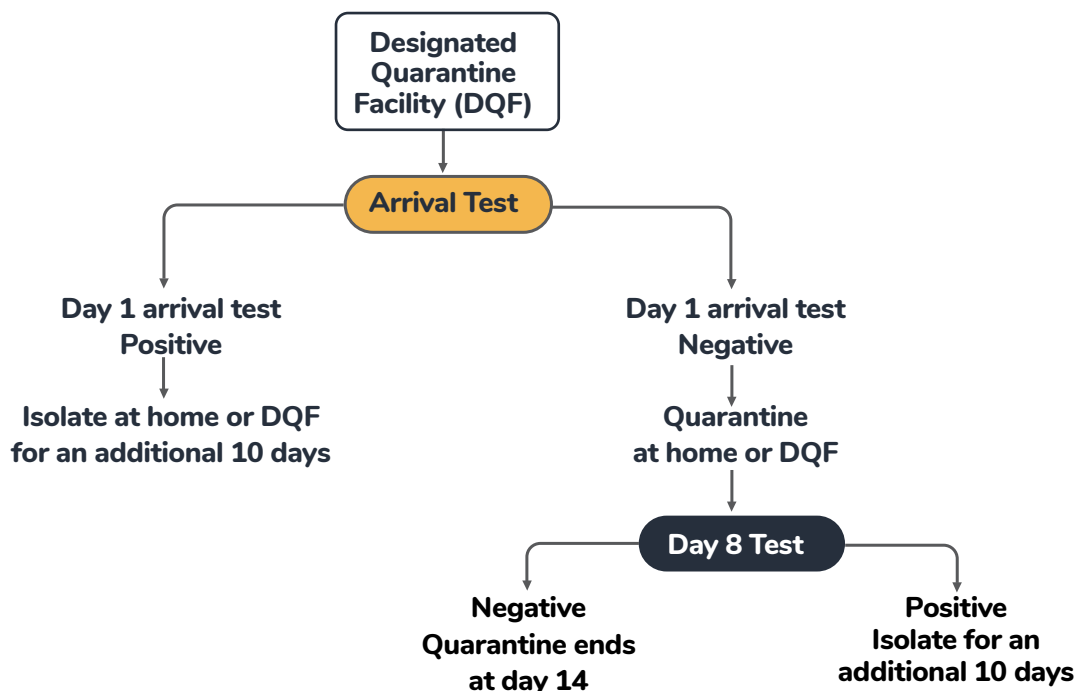 Designated
Quarantine
Facility (DQF)
Arrival Test
Day 1 arrival test
Positive
Isolate at home or DQF
for an additional 10 days
Day 1 arrival test
Negative
Quarantine
at home or DQF
Day 8 Test
Negative
Quarantine ends
at day 14
Positive
Isolate for an
additional 10 days